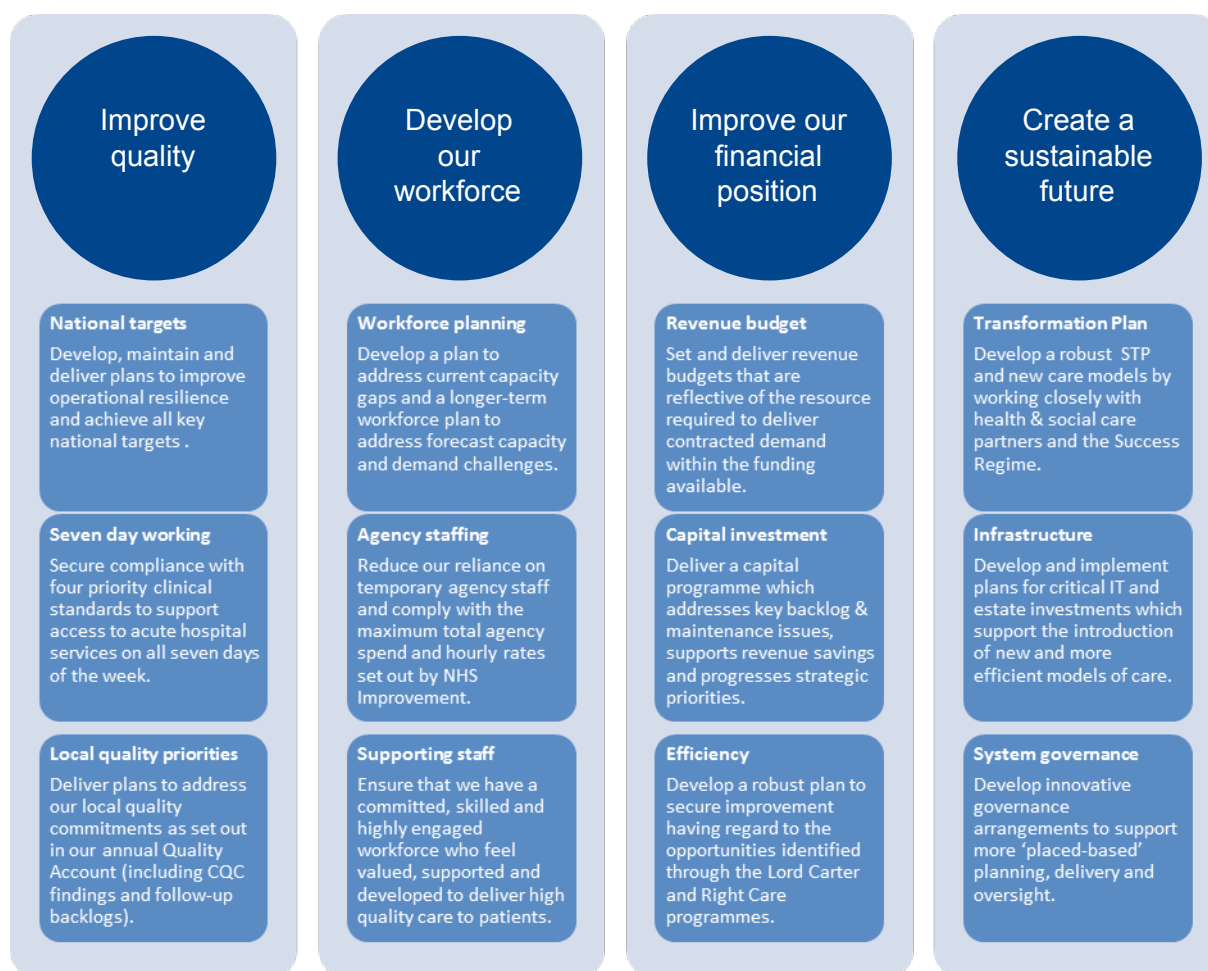 Improve
quality
National targets
Develop, maintain and
deliver plans to improve
operational resilience
and achieve all key
national targets .
Seven day working
Secure compliance with
four priority clinical
standards to support
access to acute hospital
services on all seven days
of the week.
Local quality priorities
Deliver plans to address
our local quality
commitments as set out
in our annual Quality
Account (including CQC
findings and follow-up
backlogs).
Develop
our
workforce
Workforce planning
Develop a plan to
address current capacity
gaps and a longer-term
workforce plan to
address forecast capacity
and demand challenges.
Agency staffing
Reduce our reliance on
temporary agency staff
and comply with the
maximum total agency
spend and hourly rates
set out by NHS
Improvement.
Supporting staff
Ensure that we have a
committed, skilled and
highly engaged
workforce who feel
valued, supported and
developed to deliver high
quality care to patients.
Improve our
financial
position
Revenue budget
Set and deliver revenue
budgets that are
reflective of the resource
required to deliver
contracted demand
within the funding
available.
Capital investment
Deliver a capital
programme which
addresses key backlog &
maintenance issues,
supports revenue savings
and progresses strategic
priorities.
Efficiency
Develop a robust plan to
secure improvement
having regard to the
opportunities identified
through the Lord Carter
and Right Care
programmes.
Create a
sustainable
future
Transformation Plan
Develop a robust STP
and new care models by
working closely with
health & social care
partners and the Success
Regime.
Infrastructure
Develop and implement
plans for critical IT and
estate investments which
support the introduction
of new and more
efficient models of care.
System governance
Develop innovative
governance
arrangements to support
more ‘placed-based’
planning, delivery and
oversight.